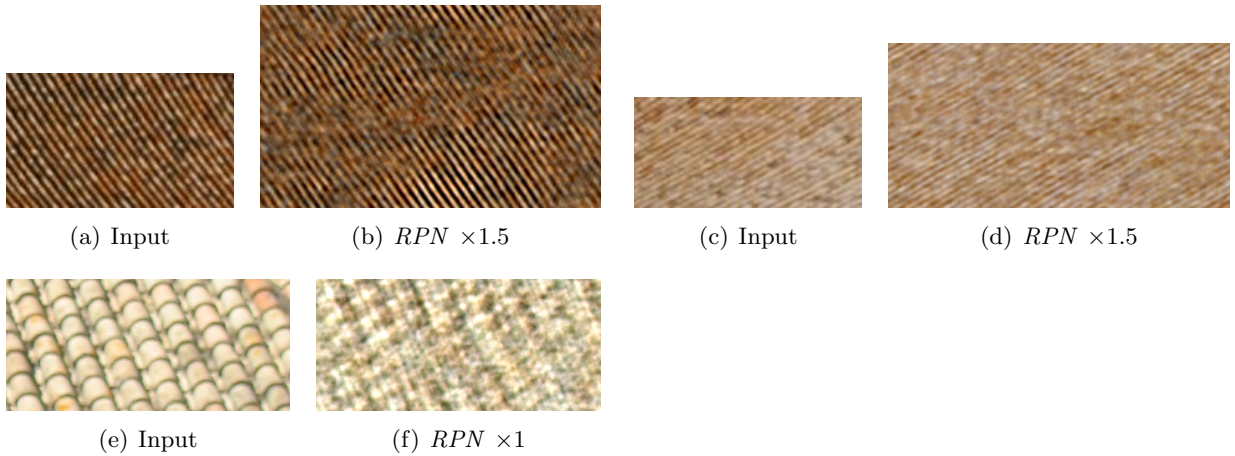 (a) Input
(b) RPN ×1.5
(c) Input
(d) RPN ×1.5
(e) Input
(f) RPN ×1